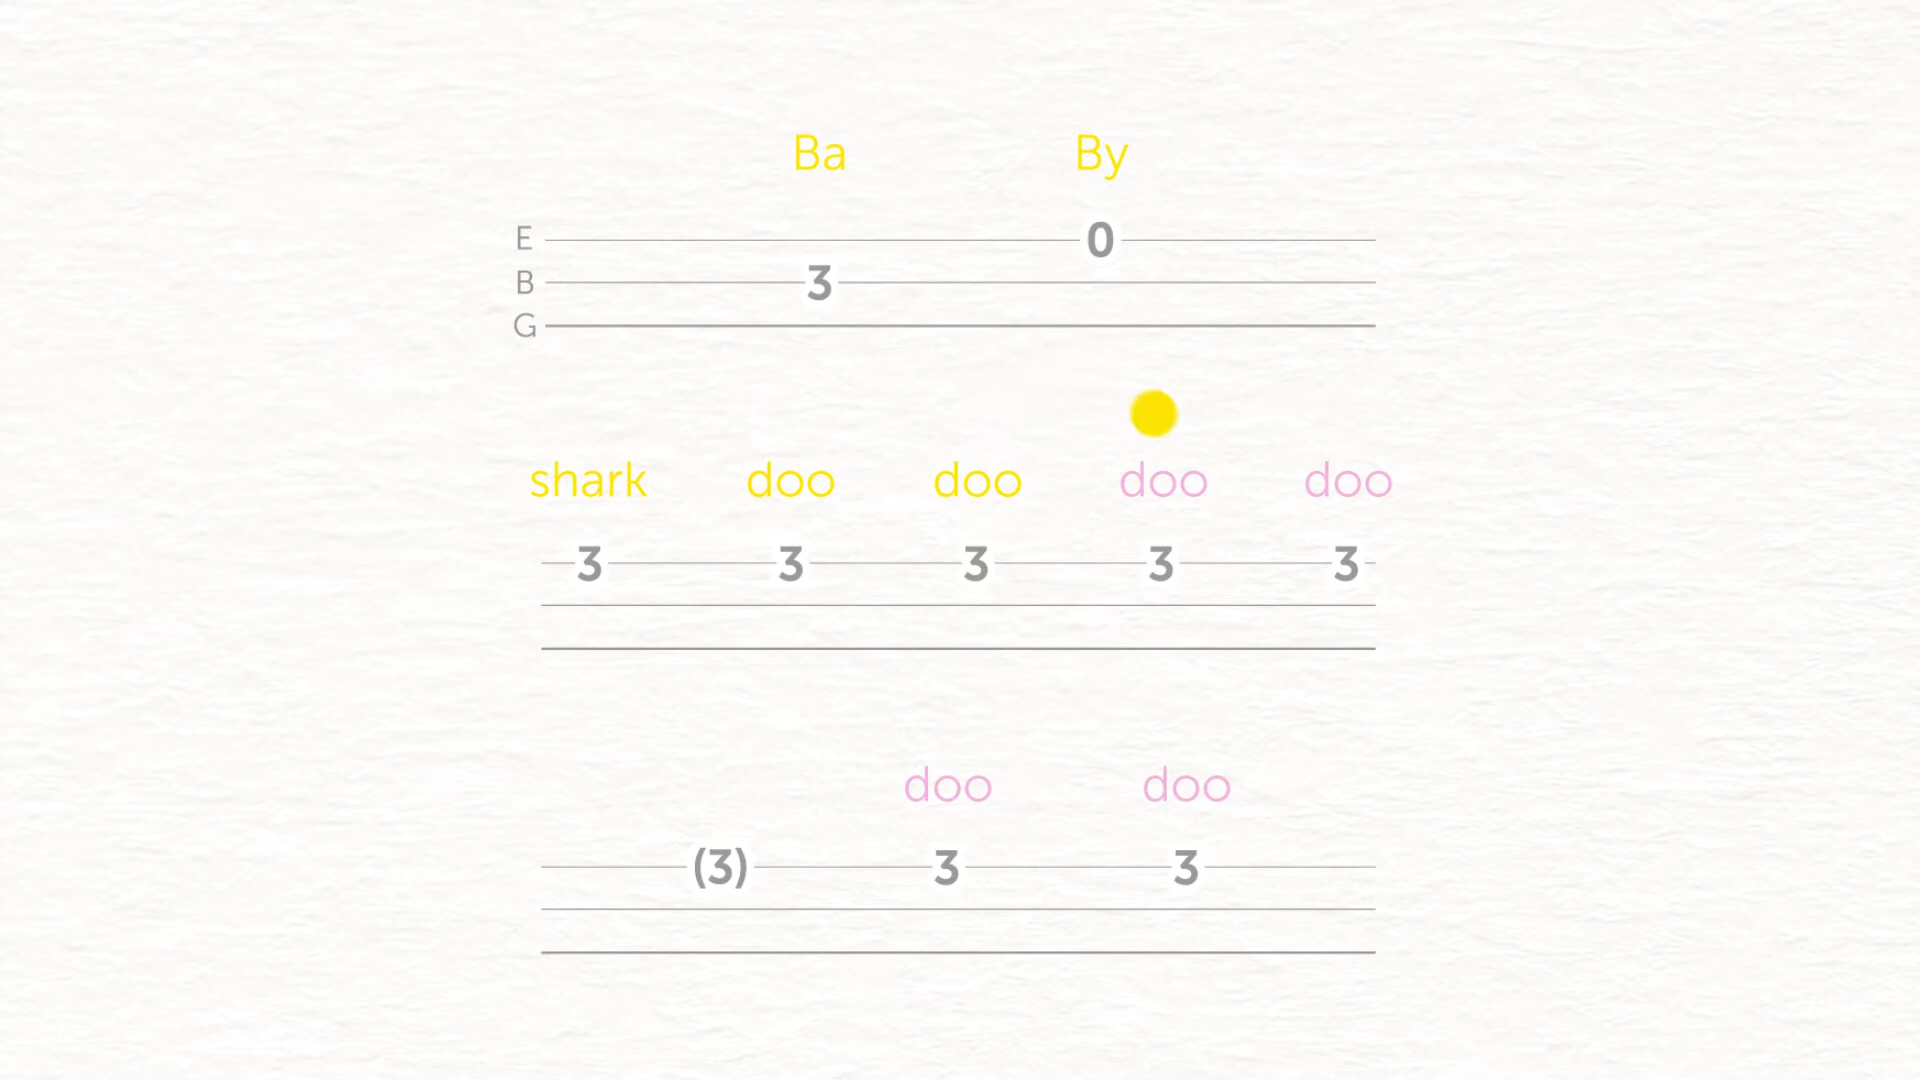 Ba By
E 0
B 3
G
shark doo doo doo doo
3 3 3 3 3
doo doo
(3) 3 3